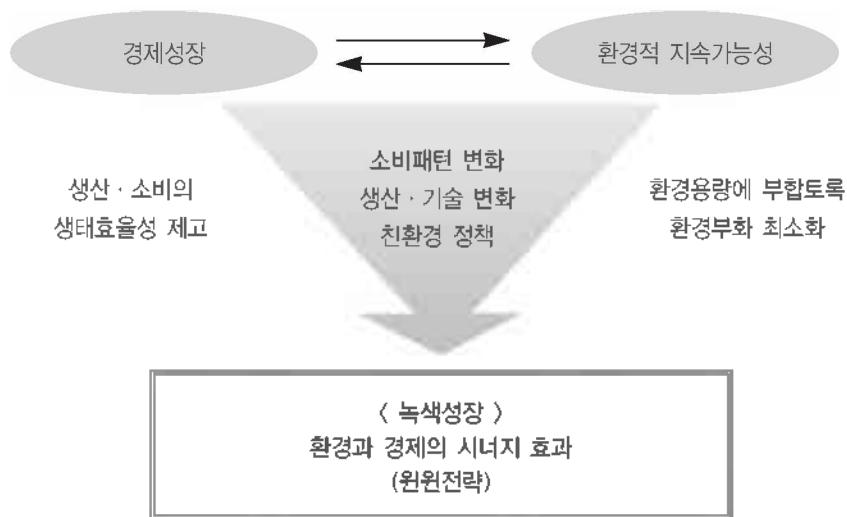 경제성장
환경적 지속가능성
생산 · 소비의
생태효율성 제고
소비패턴 변화
생산 · 기술 변화
친환경 정책
환경용량에 부합토록
환경부화 최소화
〈 녹색성장 〉
환경과 경제의 시너지 효과
(윈윈전략)